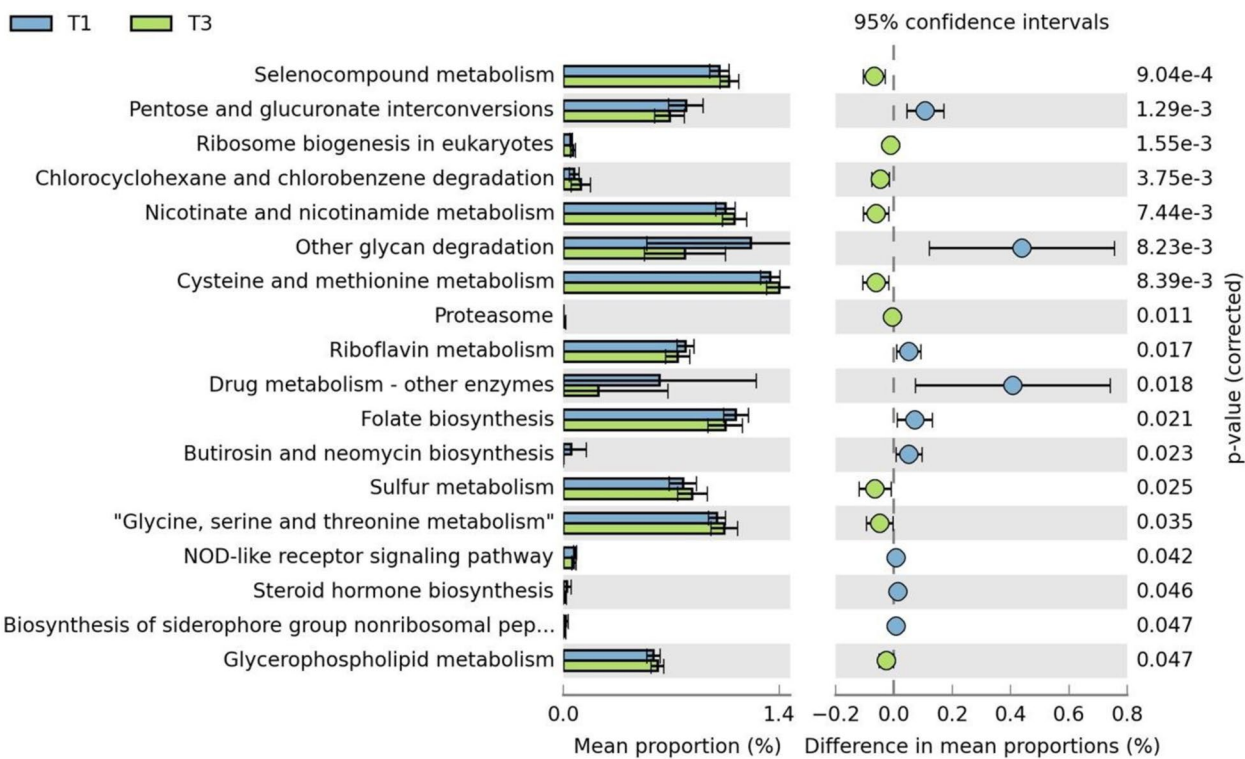 T1 T3
95% confidence intervals
Selenocompound metabolism 9.04e-4
Pentose and glucuronate interconversions 1.29e-3
Ribosome biogenesis in eukaryotes 1.55e-3
Chlorocyclohexane and chlorobenzene degradation 3.75e-3
Nicotinate and nicotinamide metabolism 7.44e-3
Other glycan degradation 8.23e-3
Cysteine and methionine metabolism 8.39e-3
Proteasome 0.011
Riboflavin metabolism 0.017
Drug metabolism - other enzymes 0.018
Folate biosynthesis 0.021
Butirosin and neomycin biosynthesis 0.023
Sulfur metabolism 0.025
"Glycine, serine and threonine metabolism" 0.035
NOD-like receptor signaling pathway 0.042
Steroid hormone biosynthesis 0.046
Biosynthesis of siderophore group nonribosomal pep... 0.047
Glycerophospholipid metabolism 0.047
p-value (corrected)
0.0 1.4 −0.2 0.0 0.2 0.4 0.6 0.8
Mean proportion (%) Difference in mean proportions (%)